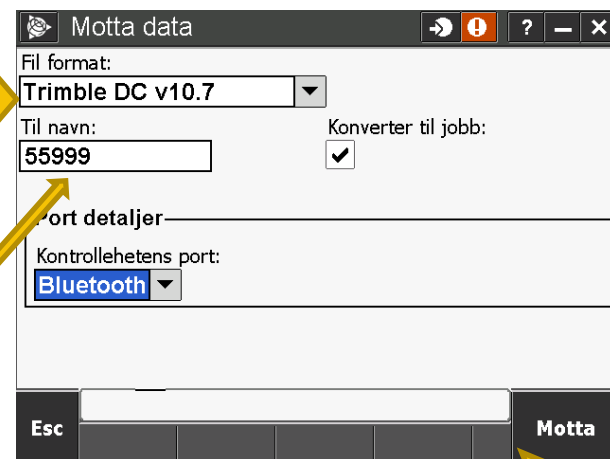 Motta data
? – ×
Fil format:
Trimble DC v10.7
Til navn:
Konverter til jobb:
55999
Port detaljer
Kontrollehetens port:
Bluetooth
Esc
Motta